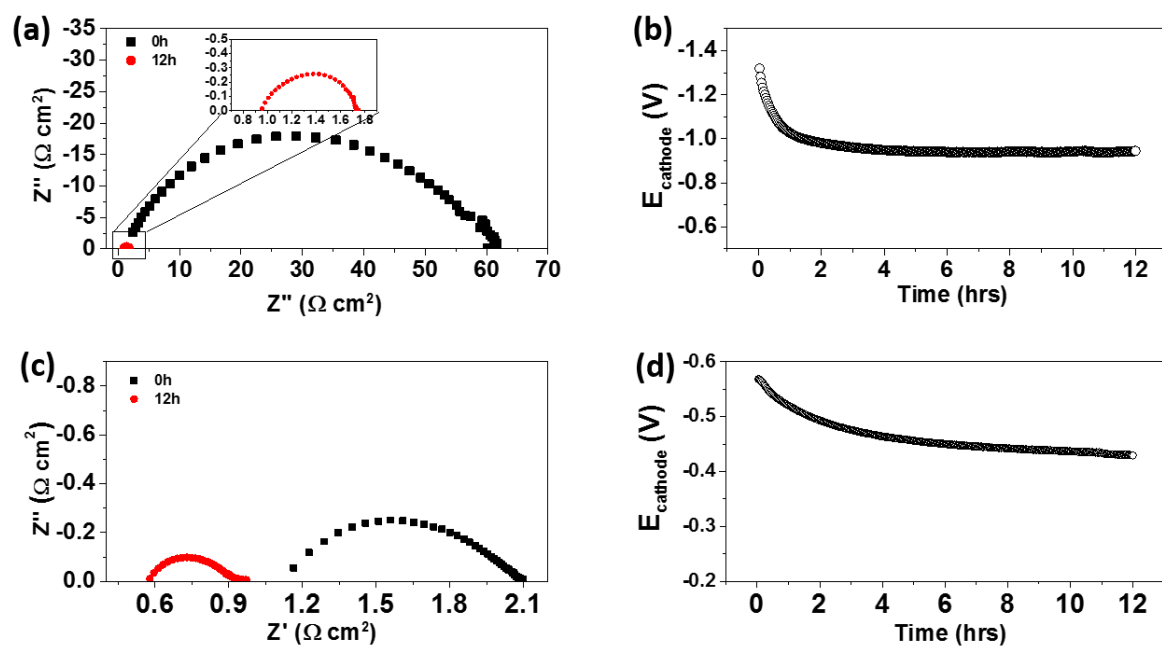 (a)
-35
-30
-25
-20
-15
-10
-5
0
0h
12h
-0.5
-0.4
-0.3
-0.2
-0.1
0.0
0.8 1.0 1.2 1.4 1.6 1.8
0 10 20 30 40 50 60 70
Z'' (Ω cm²)
Z'' (Ω cm²)
(b)
-1.4
-1.2
-1.0
-0.8
-0.6
0 2 4 6 8 10 12
E_cathode (V)
Time (hrs)
(c)
-0.8
-0.6
-0.4
-0.2
0.0
0h
12h
0.6 0.9 1.2 1.5 1.8 2.1
Z'' (Ω cm²)
Z' (Ω cm²)
(d)
-0.6
-0.5
-0.4
-0.3
-0.2
0 2 4 6 8 10 12
E_cathode (V)
Time (hrs)